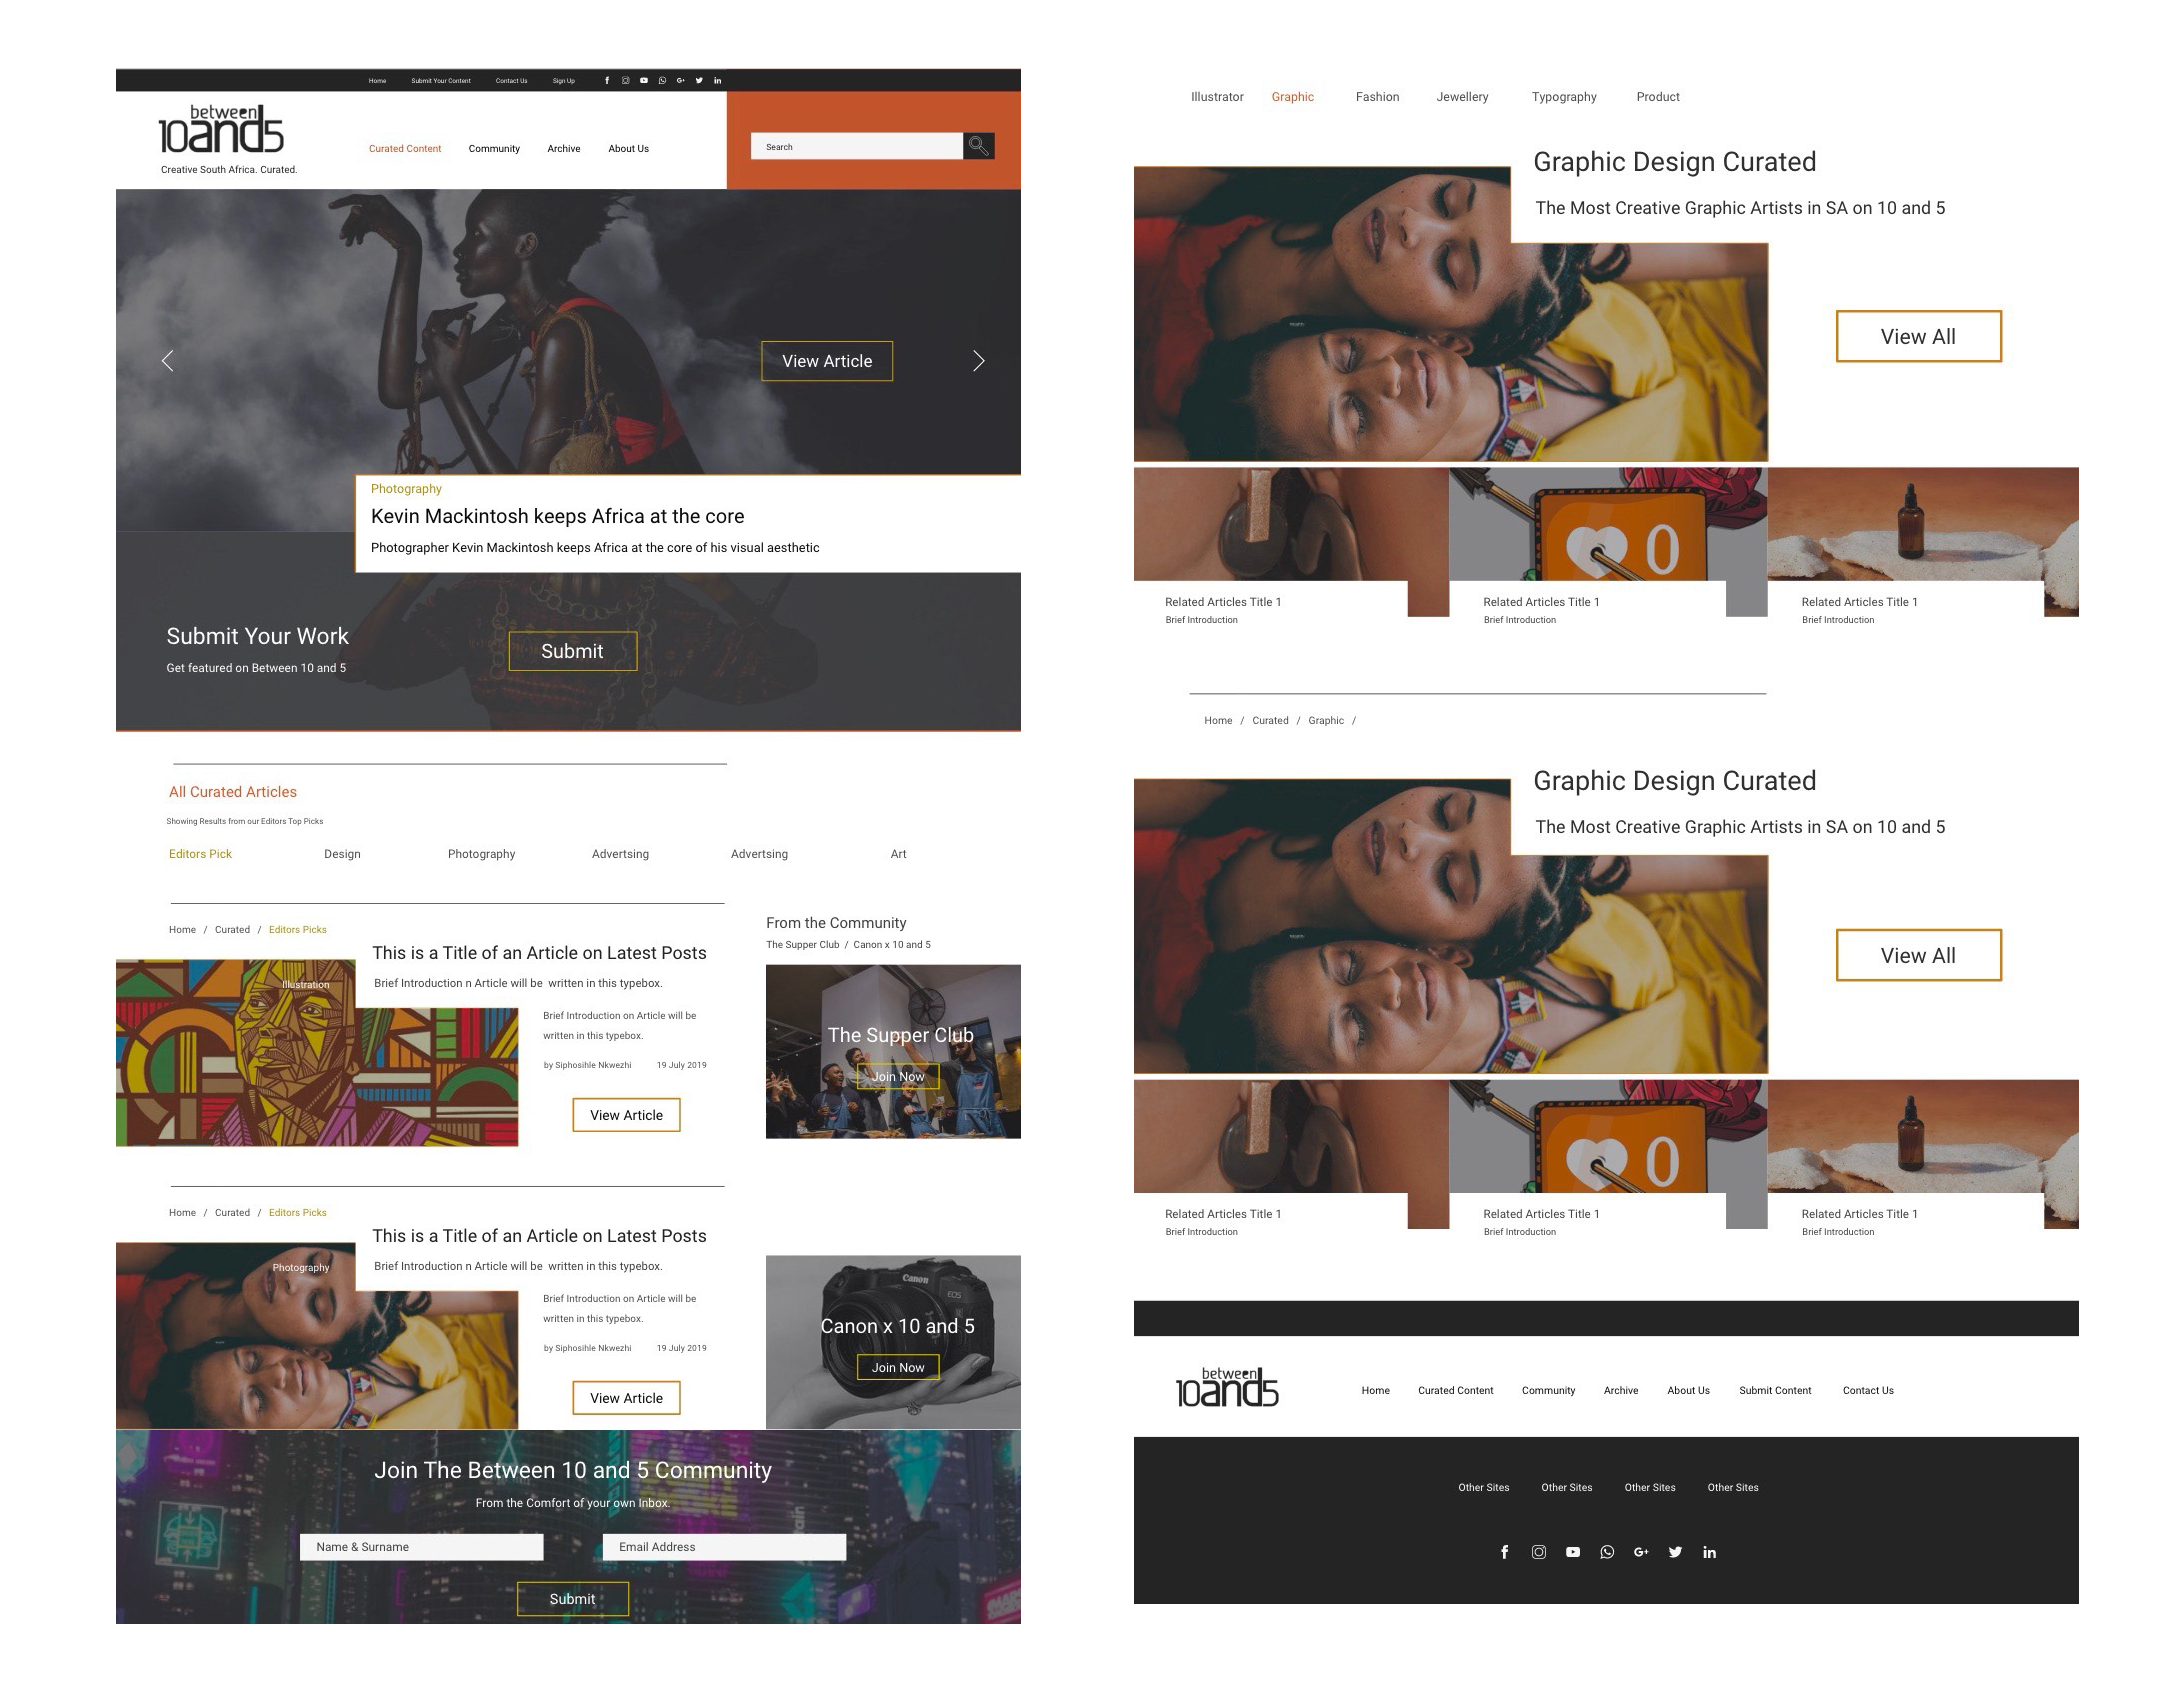 Home Submit Your Content Contact Us Sign Up
between
10and5
Creative South Africa. Curated.
Curated Content Community Archive About Us
Search
View Article
Photography
Kevin Mackintosh keeps Africa at the core
Photographer Kevin Mackintosh keeps Africa at the core of his visual aesthetic
Submit Your Work
Get featured on Between 10 and 5
Submit
All Curated Articles
Showing Results from our Editors Top Picks
Editors Pick Design Photography Advertsing Advertsing Art
Home / Curated / Editors Picks
This is a Title of an Article on Latest Posts
Illustration
Brief Introduction n Article will be written in this typebox.
Brief Introduction on Article will be
written in this typebox.
by Siphosihle Nkwezhi 19 July 2019
View Article
From the Community
The Supper Club / Canon x 10 and 5
The Supper Club
Join Now
Home / Curated / Editors Picks
This is a Title of an Article on Latest Posts
Photography
Brief Introduction n Article will be written in this typebox.
Brief Introduction on Article will be
written in this typebox.
by Siphosihle Nkwezhi 19 July 2019
View Article
Canon
EOS
Canon x 10 and 5
Join Now
Join The Between 10 and 5 Community
From the Comfort of your own Inbox.
Name & Surname Email Address
Submit
Illustrator Graphic Fashion Jewellery Typography Product
Graphic Design Curated
The Most Creative Graphic Artists in SA on 10 and 5
View All
0
Related Articles Title 1 Related Articles Title 1 Related Articles Title 1
Brief Introduction Brief Introduction Brief Introduction
Home / Curated / Graphic /
Graphic Design Curated
The Most Creative Graphic Artists in SA on 10 and 5
View All
0
Related Articles Title 1 Related Articles Title 1 Related Articles Title 1
Brief Introduction Brief Introduction Brief Introduction
between
10and5
Home Curated Content Community Archive About Us Submit Content Contact Us
Other Sites Other Sites Other Sites Other Sites